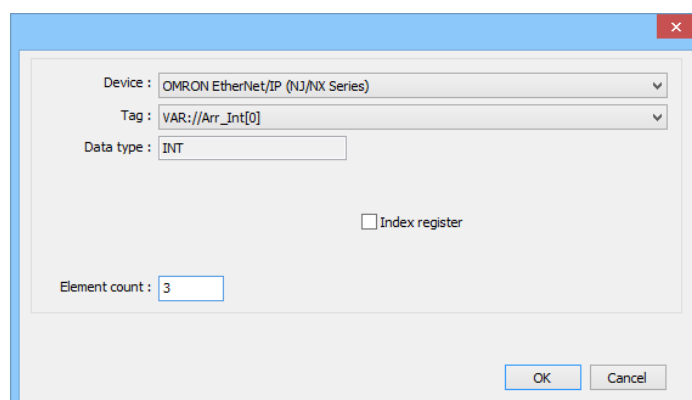 Device : OMRON EtherNet/IP (NJ/NX Series)
Tag : VAR://Arr_Int[0]
Data type : INT
Index register
Element count : 3
OK Cancel